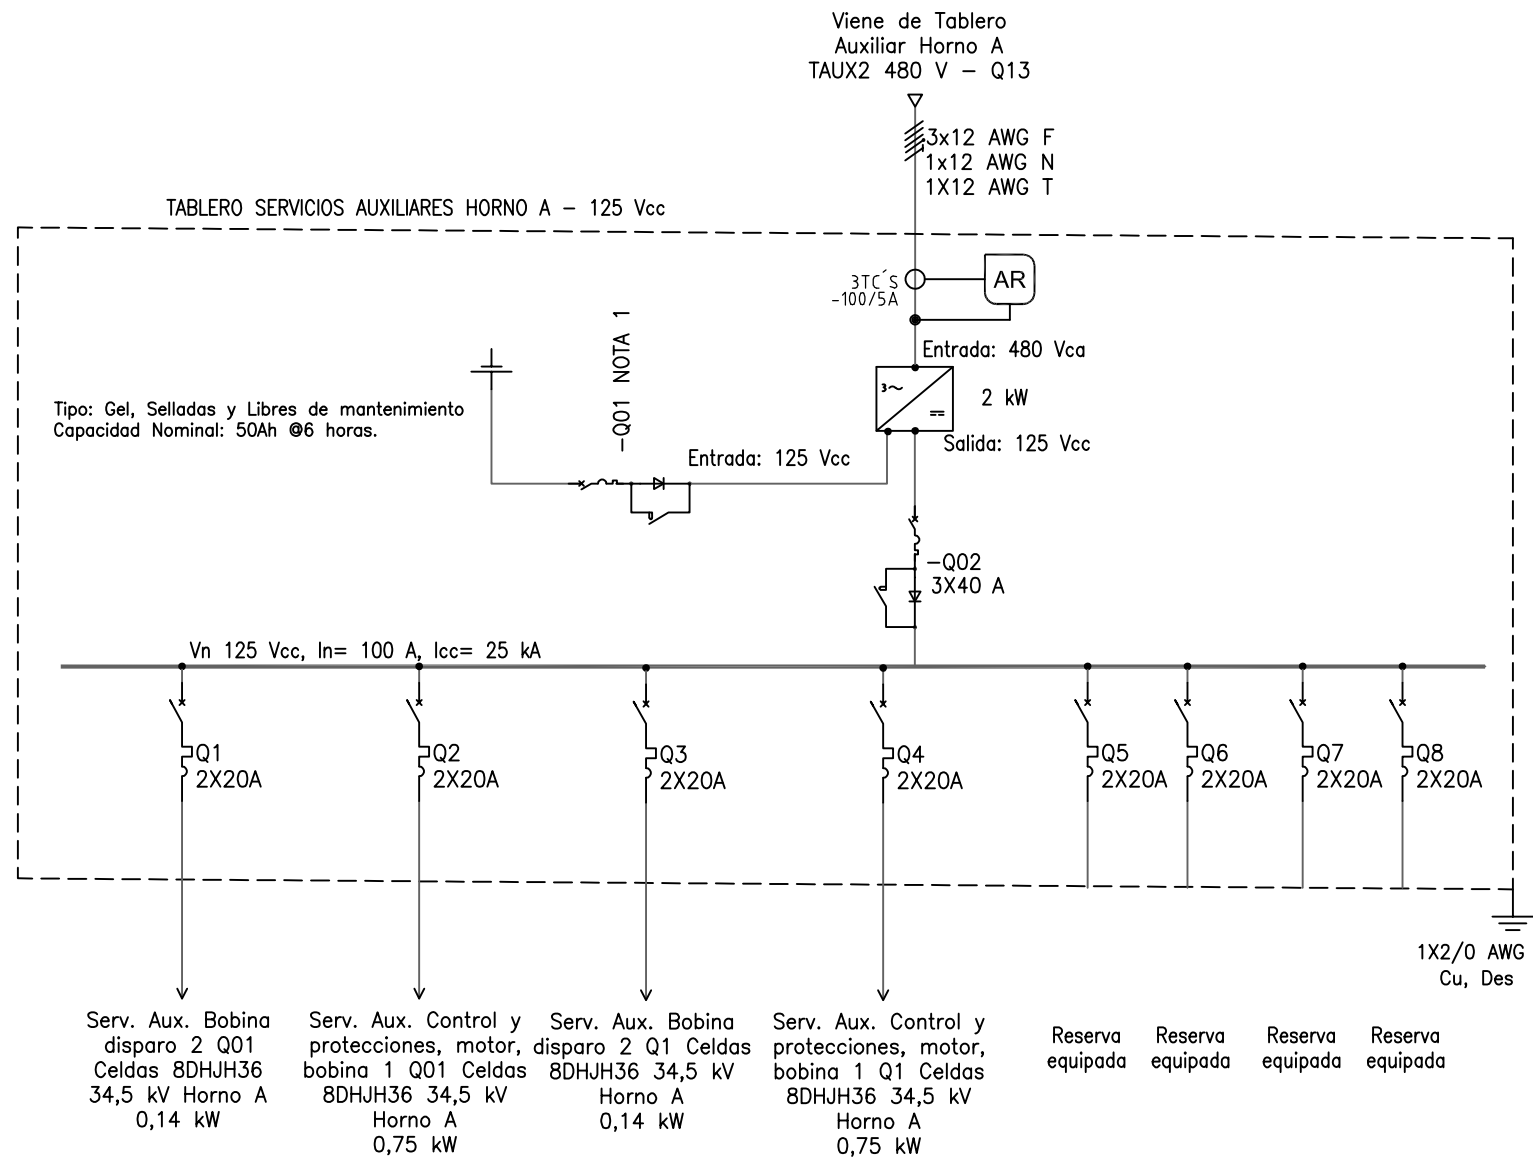 Viene de Tablero
Auxiliar Horno A
TAUX2 480 V – Q13
3x12 AWG F
1x12 AWG N
1X12 AWG T
TABLERO SERVICIOS AUXILIARES HORNO A – 125 Vcc
3TC´S
-100/5A
AR
Entrada: 480 Vca
3~
2 kW
Salida: 125 Vcc
–Q01 NOTA 1
Tipo: Gel, Selladas y Libres de mantenimiento
Capacidad Nominal: 50Ah @6 horas.
Entrada: 125 Vcc
–Q02
3X40 A
Vn 125 Vcc, In= 100 A, Icc= 25 kA
Q1
2X20A
Q2
2X20A
Q3
2X20A
Q4
2X20A
Q5
2X20A
Q6
2X20A
Q7
2X20A
Q8
2X20A
1X2/0 AWG
Cu, Des
Serv. Aux. Bobina
disparo 2 Q01
Celdas 8DHJH36
34,5 kV Horno A
0,14 kW
Serv. Aux. Control y
protecciones, motor,
bobina 1 Q01 Celdas
8DHJH36 34,5 kV
Horno A
0,75 kW
Serv. Aux. Bobina
disparo 2 Q1 Celdas
8DHJH36 34,5 kV
Horno A
0,14 kW
Serv. Aux. Control y
protecciones, motor,
bobina 1 Q1 Celdas
8DHJH36 34,5 kV
Horno A
0,75 kW
Reserva
equipada
Reserva
equipada
Reserva
equipada
Reserva
equipada